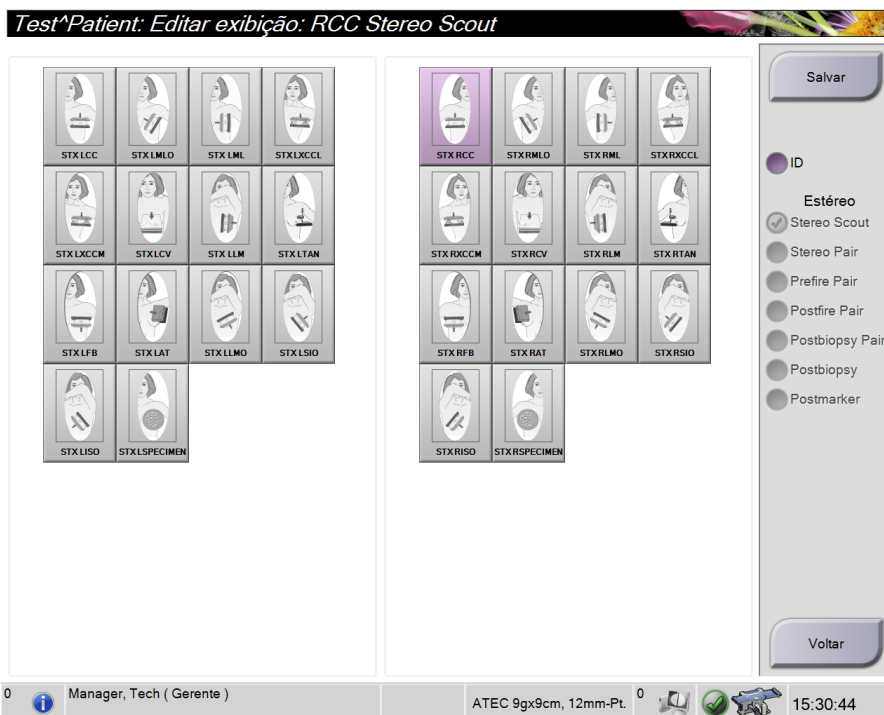 Test^Patient: Editar exibição: RCC Stereo Scout
STX LCC
STX LMLO
STX LML
STX LXCCL
STX LXCCM
STX LCV
STX LLM
STX LTAN
STX LFB
STX LAT
STX LLMO
STX LSIO
STX LISO
STX LSPECIMEN
STX RCC
STX RMLO
STX RML
STX RXCCL
STX RXCCM
STX RCV
STX RLM
STX RTAN
STX RFB
STX RAT
STX RLMO
STX RSIO
STX RISO
STX RSPECIMEN
Salvar
ID
Estéreo
Stereo Scout
Stereo Pair
Prefire Pair
Postfire Pair
Postbiopsy Pair
Postbiopsy
Postmarker
Voltar
0
Manager, Tech ( Gerente )
ATEC 9gx9cm, 12mm-Pt.
0
15:30:44